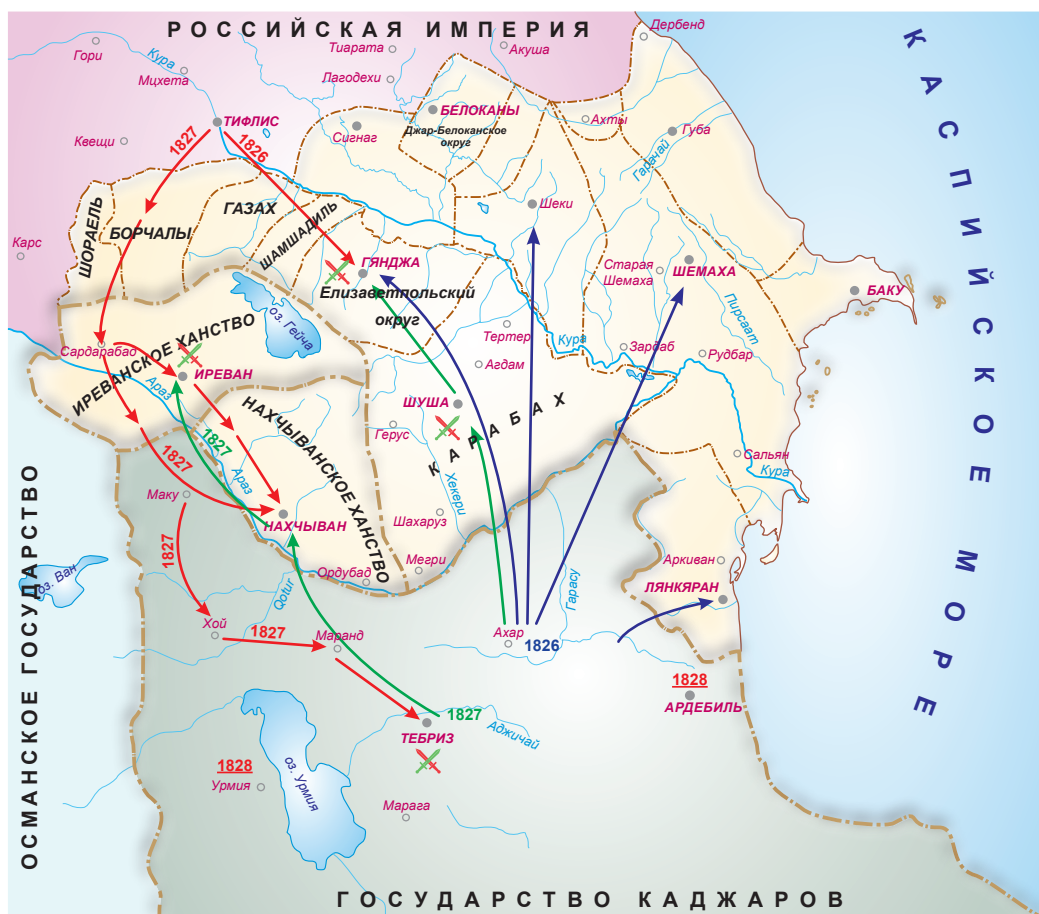 РОССИЙСКАЯ ИМПЕРИЯ
КАСПИЙСКОЕ МОРЕ
Дербенд
Гори
Кура
Мцхета
Тиарата
Акуша
Лагодехи
БЕЛОКАНЫ
Джар-Белоканское
округ
ТИФЛИС
Сигнаг
Ахты
Губа
Гарачай
Квещи
1827
1826
ШОРАЕЛЬ
БОРЧАЛЫ
ГАЗАХ
ШАМШАДИЛЬ
Шеки
Карс
ГЯНДЖА
Елизаветпольский
округ
Старая
Шемаха
ШЕМАХА
Пирсаат
БАКУ
оз. Гейча
Тертер
Кура
Зардаб
Рудбар
Агдам
Сардарабад
ИРЕВАНСКОЕ ХАНСТВО
ИРЕВАН
Араз
ШУША
КАРАБАХ
Герус
НАХЧЫВАНСКОЕ ХАНСТВО
1827
1827
Араз
Хекери
Сальян
Кура
Маку
НАХЧЫВАН
Шахаруз
Мегри
Ордубад
1827
оз. Ван
Qotur
Гарасу
Аркиван
ЛЯНКЯРАН
Хой
1827
Маранд
Ахар
1826
1828
АРДЕБИЛЬ
1827
ТЕБРИЗ
Аджичай
1828
Урмия
оз. Урмия
Марага
ОСМАНСКОЕ ГОСУДАРСТВО
ГОСУДАРСТВО КАДЖАРОВ